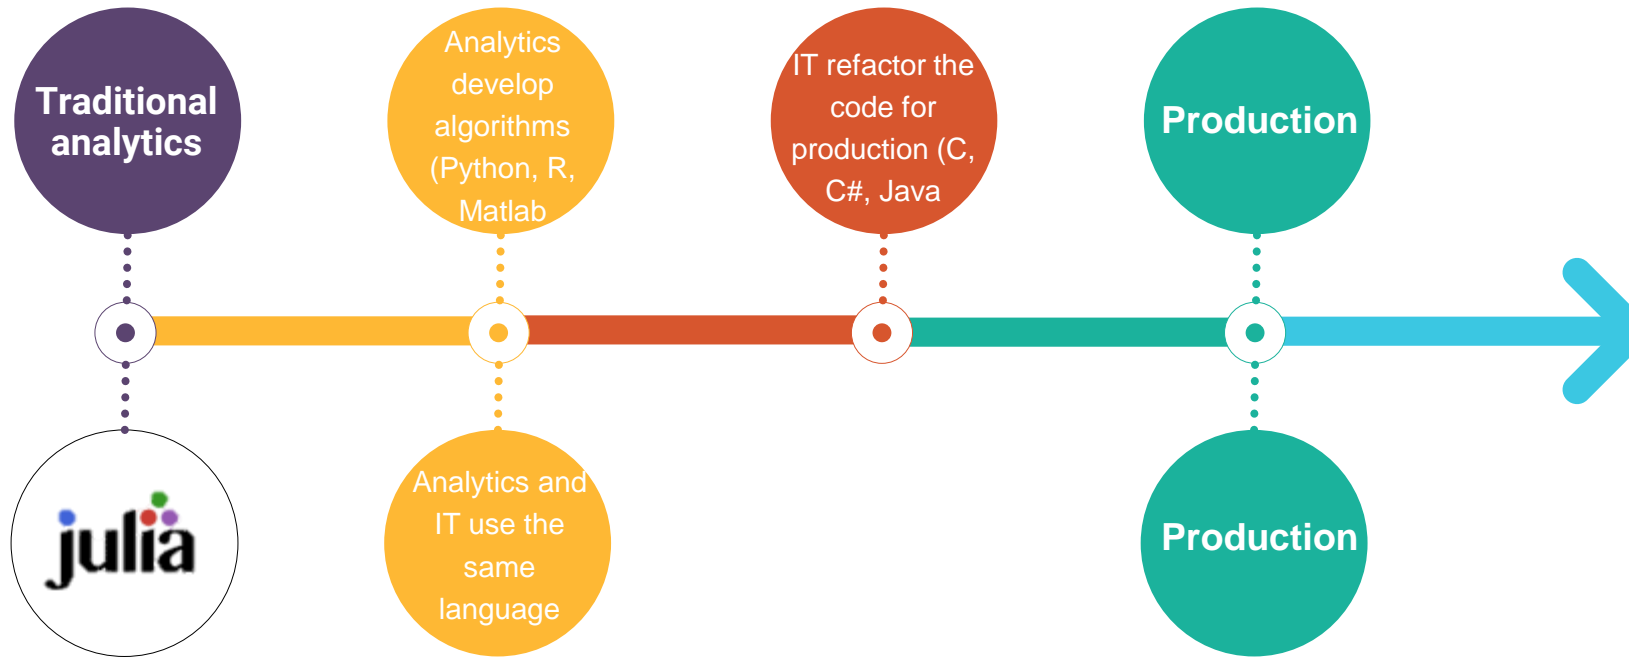 Traditional
analytics
Analytics
develop
algorithms
(Python, R,
Matlab
IT refactor the
code for
production (C,
C#, Java
Production
julia
Analytics and
IT use the
same
language
Production